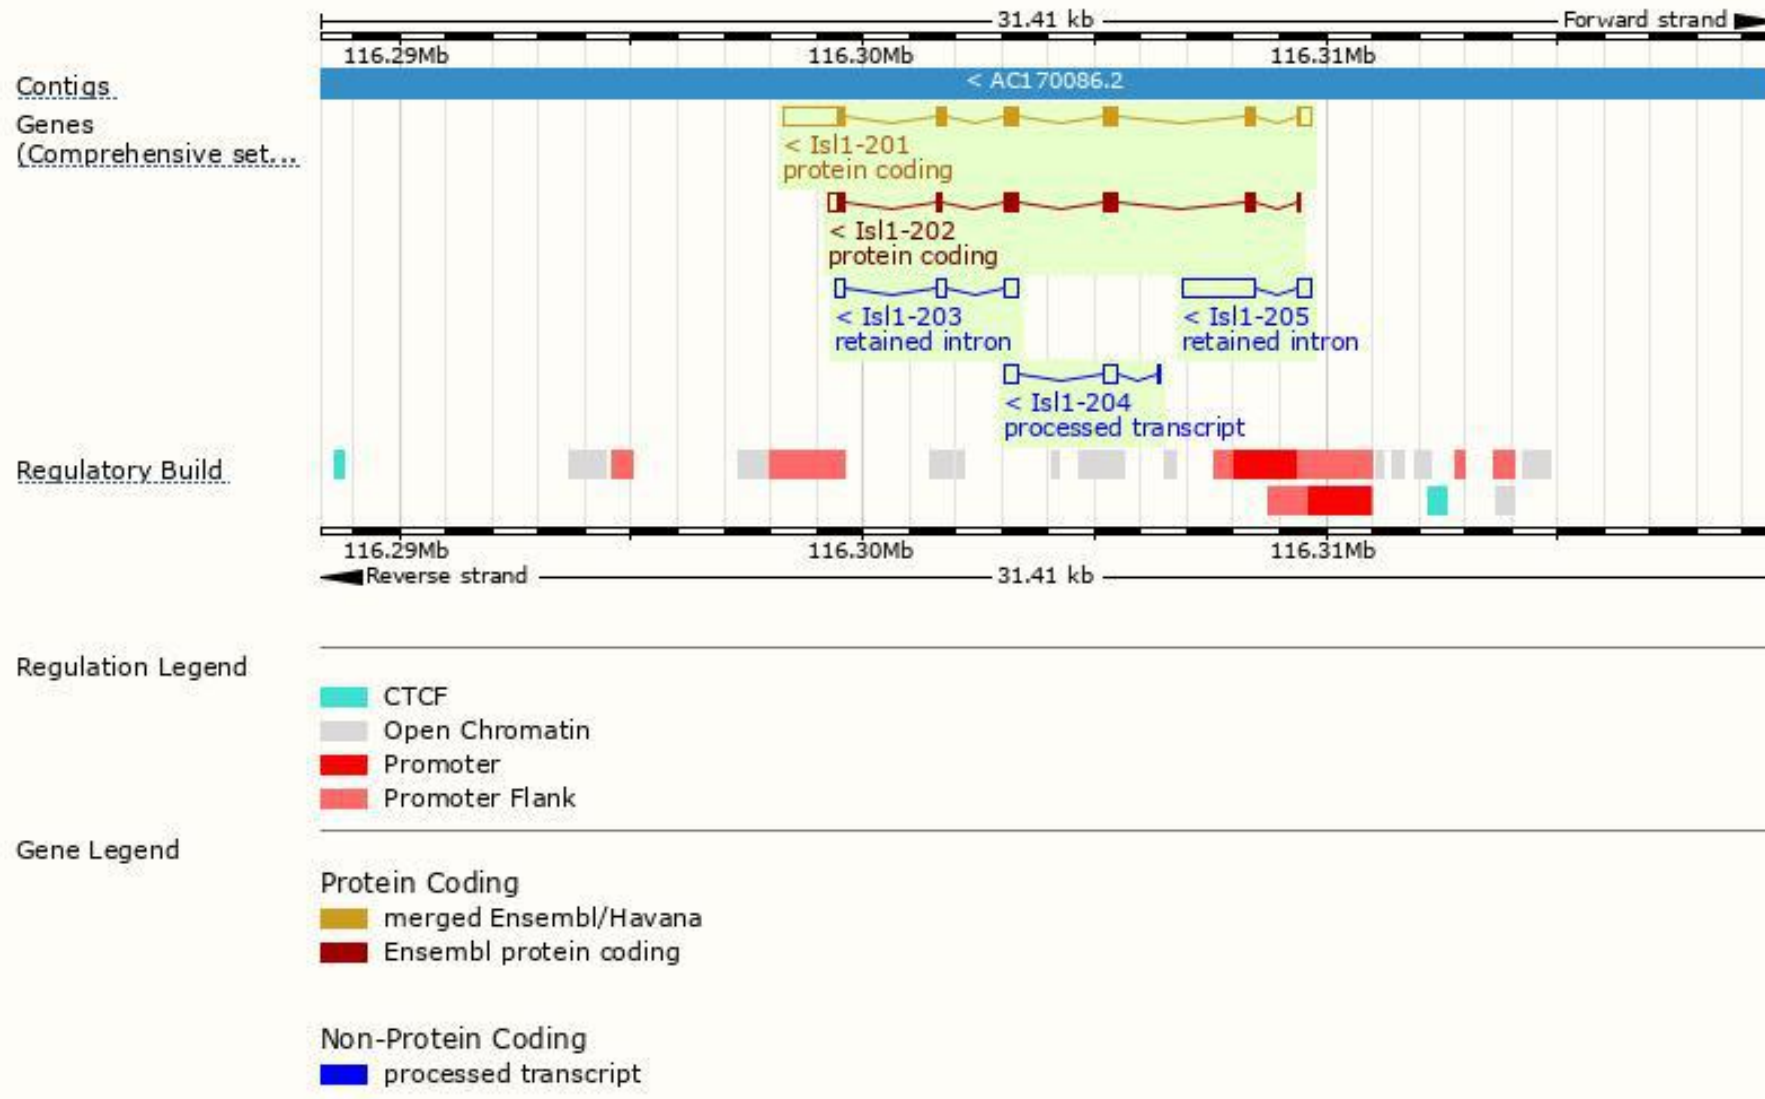 31.41 kb Forward strand
116.29Mb 116.30Mb 116.31Mb
Contigs < AC170086.2
Genes
(Comprehensive set...
< Isl1-201
protein coding
< Isl1-202
protein coding
< Isl1-203 < Isl1-205
retained intron retained intron
< Isl1-204
processed transcript
Regulatory Build
116.29Mb 116.30Mb 116.31Mb
Reverse strand 31.41 kb
Regulation Legend
CTCF
Open Chromatin
Promoter
Promoter Flank
Gene Legend
Protein Coding
merged Ensembl/Havana
Ensembl protein coding
Non-Protein Coding
processed transcript